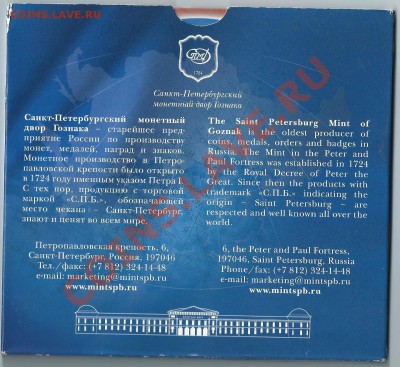 COINS.LAVE.RU
1724
Санкт-Петербургский
монетный двор Гознака
Санкт-Петербургский монетный
двор Гознака – старейшее пред-
приятие России по производству
монет, медалей, наград и знаков.
Монетное производство в Петро-
павловской крепости было открыто
в 1724 году именным указом Петра I.
С тех пор, продукцию с торговой
маркой «С.П.Б.», обозначающей
место чекана – Санкт-Петербург,
знают и ценят во всем мире.
Петропавловская крепость, 6,
Санкт-Петербург, Россия, 197046
Тел./факс: (+7 812) 324-14-48
e-mail: marketing@mintspb.ru
www.mintspb.ru
The Saint Petersburg Mint of
Goznak is the oldest producer of
coins, medals, orders and badges in
Russia. The Mint in the Peter and
Paul Fortress was established in 1724
by the Royal Decree of Peter the
Great. Since then the products with
trademark «С.П.Б.» indicating the
origin – Saint Petersburg – are
respected and well known all over the
world.
6, the Peter and Paul Fortress,
197046, Saint Petersburg, Russia
Phone/fax: (+7 812) 324-14-48
e-mail: marketing@mintspb.ru
www.mintspb.ru